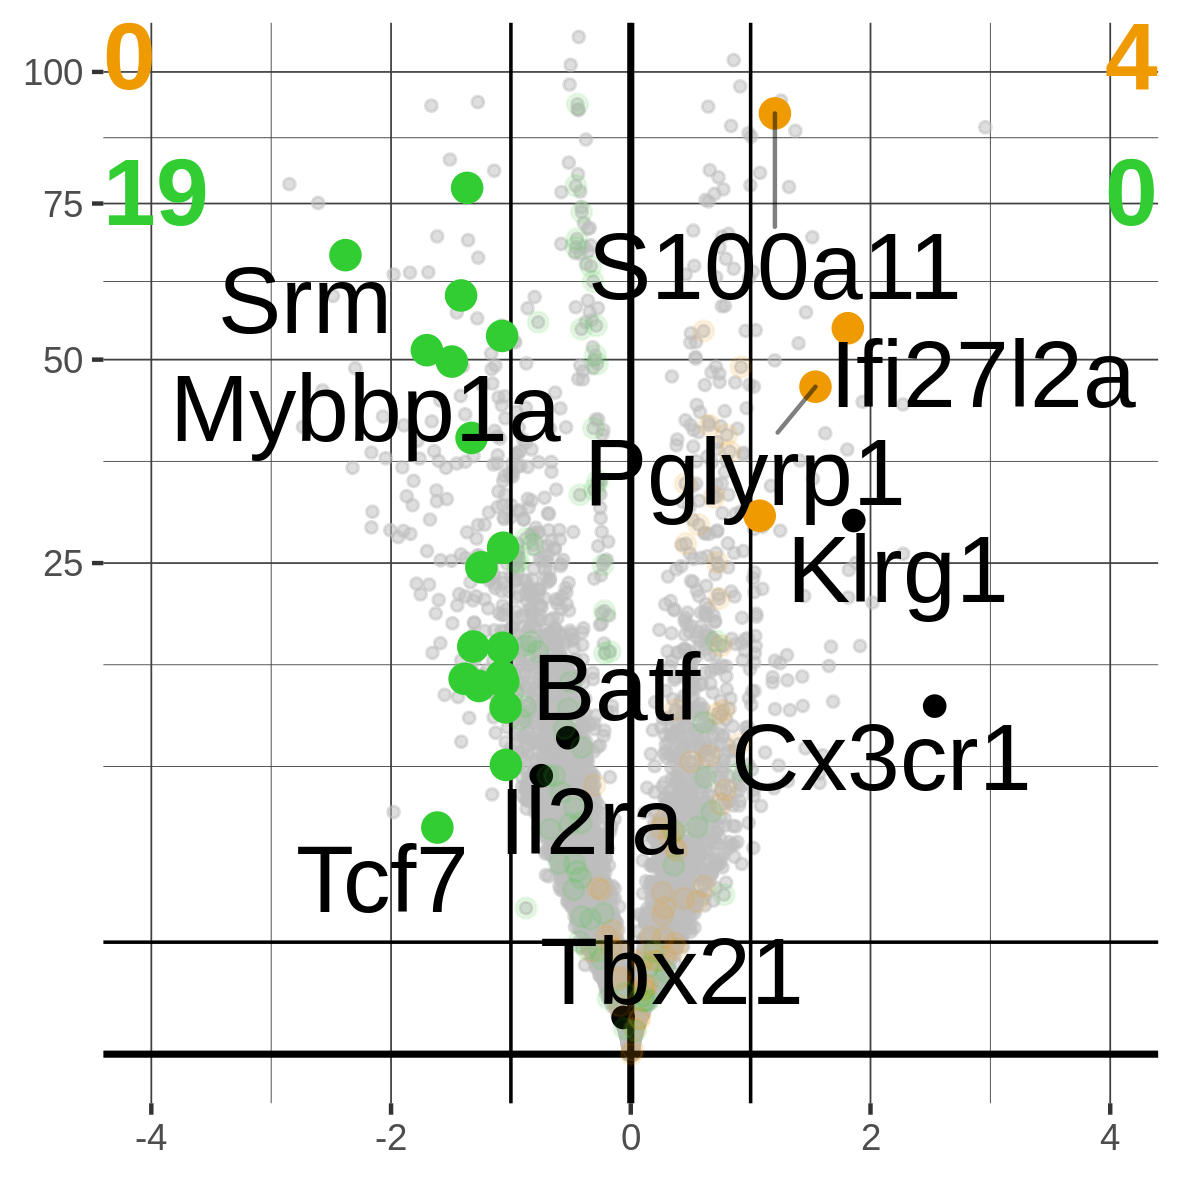 0 4
100
19 0
75
S100a11
Srm
50
Ifi27l2a
Mybbp1a
Pglyrp1
25
Klrg1
Batf
Cx3cr1
Il2ra
Tcf7
Tbx21
-4 -2 0 2 4